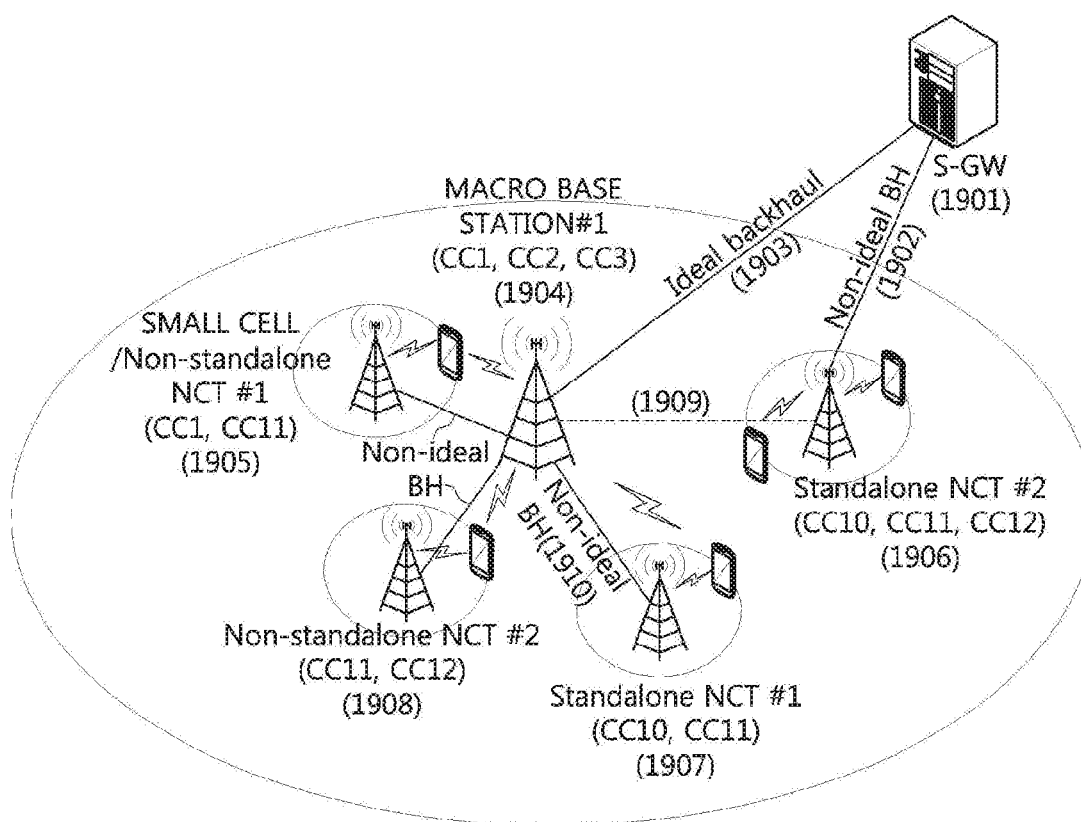 S-GW
(1901)
Ideal backhaul
(1903)
Non-ideal BH
(1902)
MACRO BASE
STATION#1
(CC1, CC2, CC3)
(1904)
SMALL CELL
/Non-standalone
NCT #1
(CC1, CC11)
(1905)
Non-ideal
BH
(1909)
Standalone NCT #2
(CC10, CC11, CC12)
(1906)
Non-ideal
BH(1910)
Non-standalone NCT #2
(CC11, CC12)
(1908)
Standalone NCT #1
(CC10, CC11)
(1907)